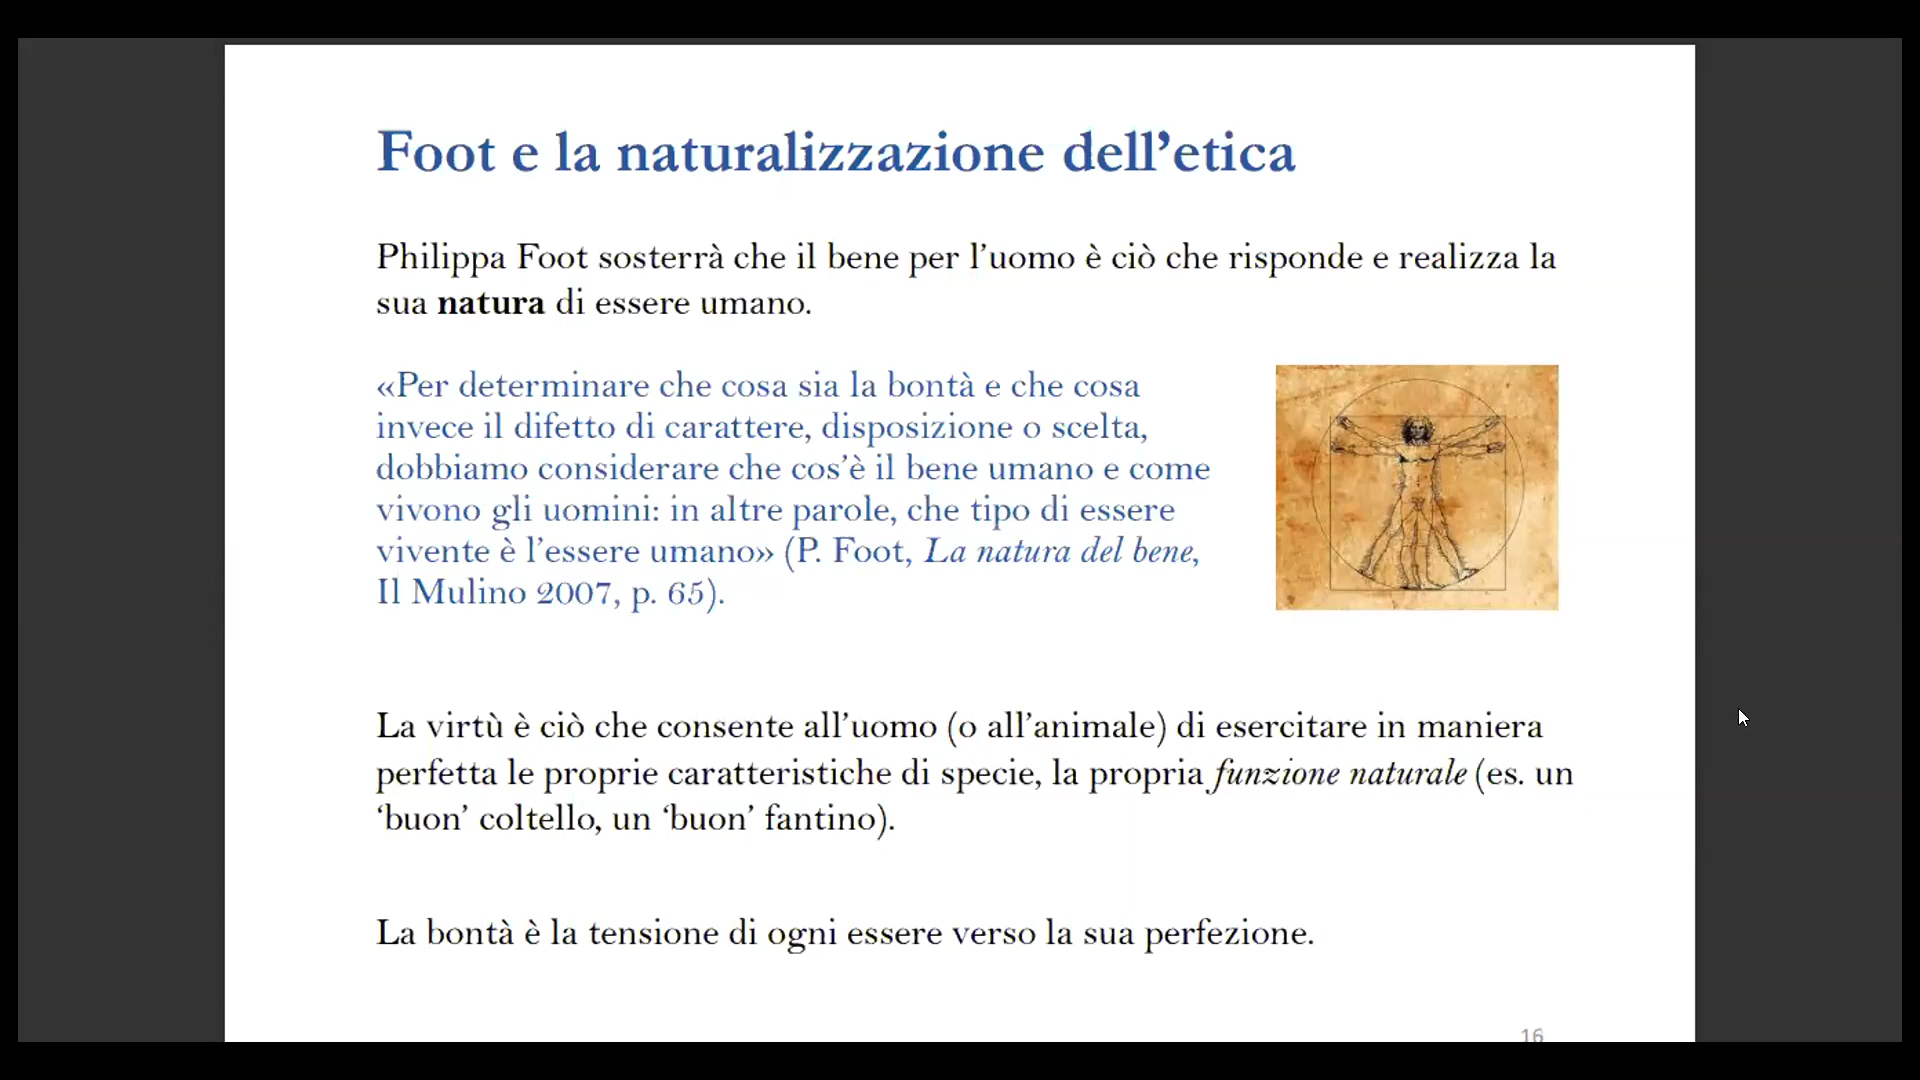 Foot e la naturalizzazione dell’etica
Philippa Foot sosterrà che il bene per l’uomo è ciò che risponde e realizza la
sua natura di essere umano.
«Per determinare che cosa sia la bontà e che cosa
invece il difetto di carattere, disposizione o scelta,
dobbiamo considerare che cos’è il bene umano e come
vivono gli uomini: in altre parole, che tipo di essere
vivente è l’essere umano» (P. Foot, La natura del bene,
Il Mulino 2007, p. 65).
La virtù è ciò che consente all’uomo (o all’animale) di esercitare in maniera
perfetta le proprie caratteristiche di specie, la propria funzione naturale (es. un
‘buon’ coltello, un ‘buon’ fantino).
La bontà è la tensione di ogni essere verso la sua perfezione.
16